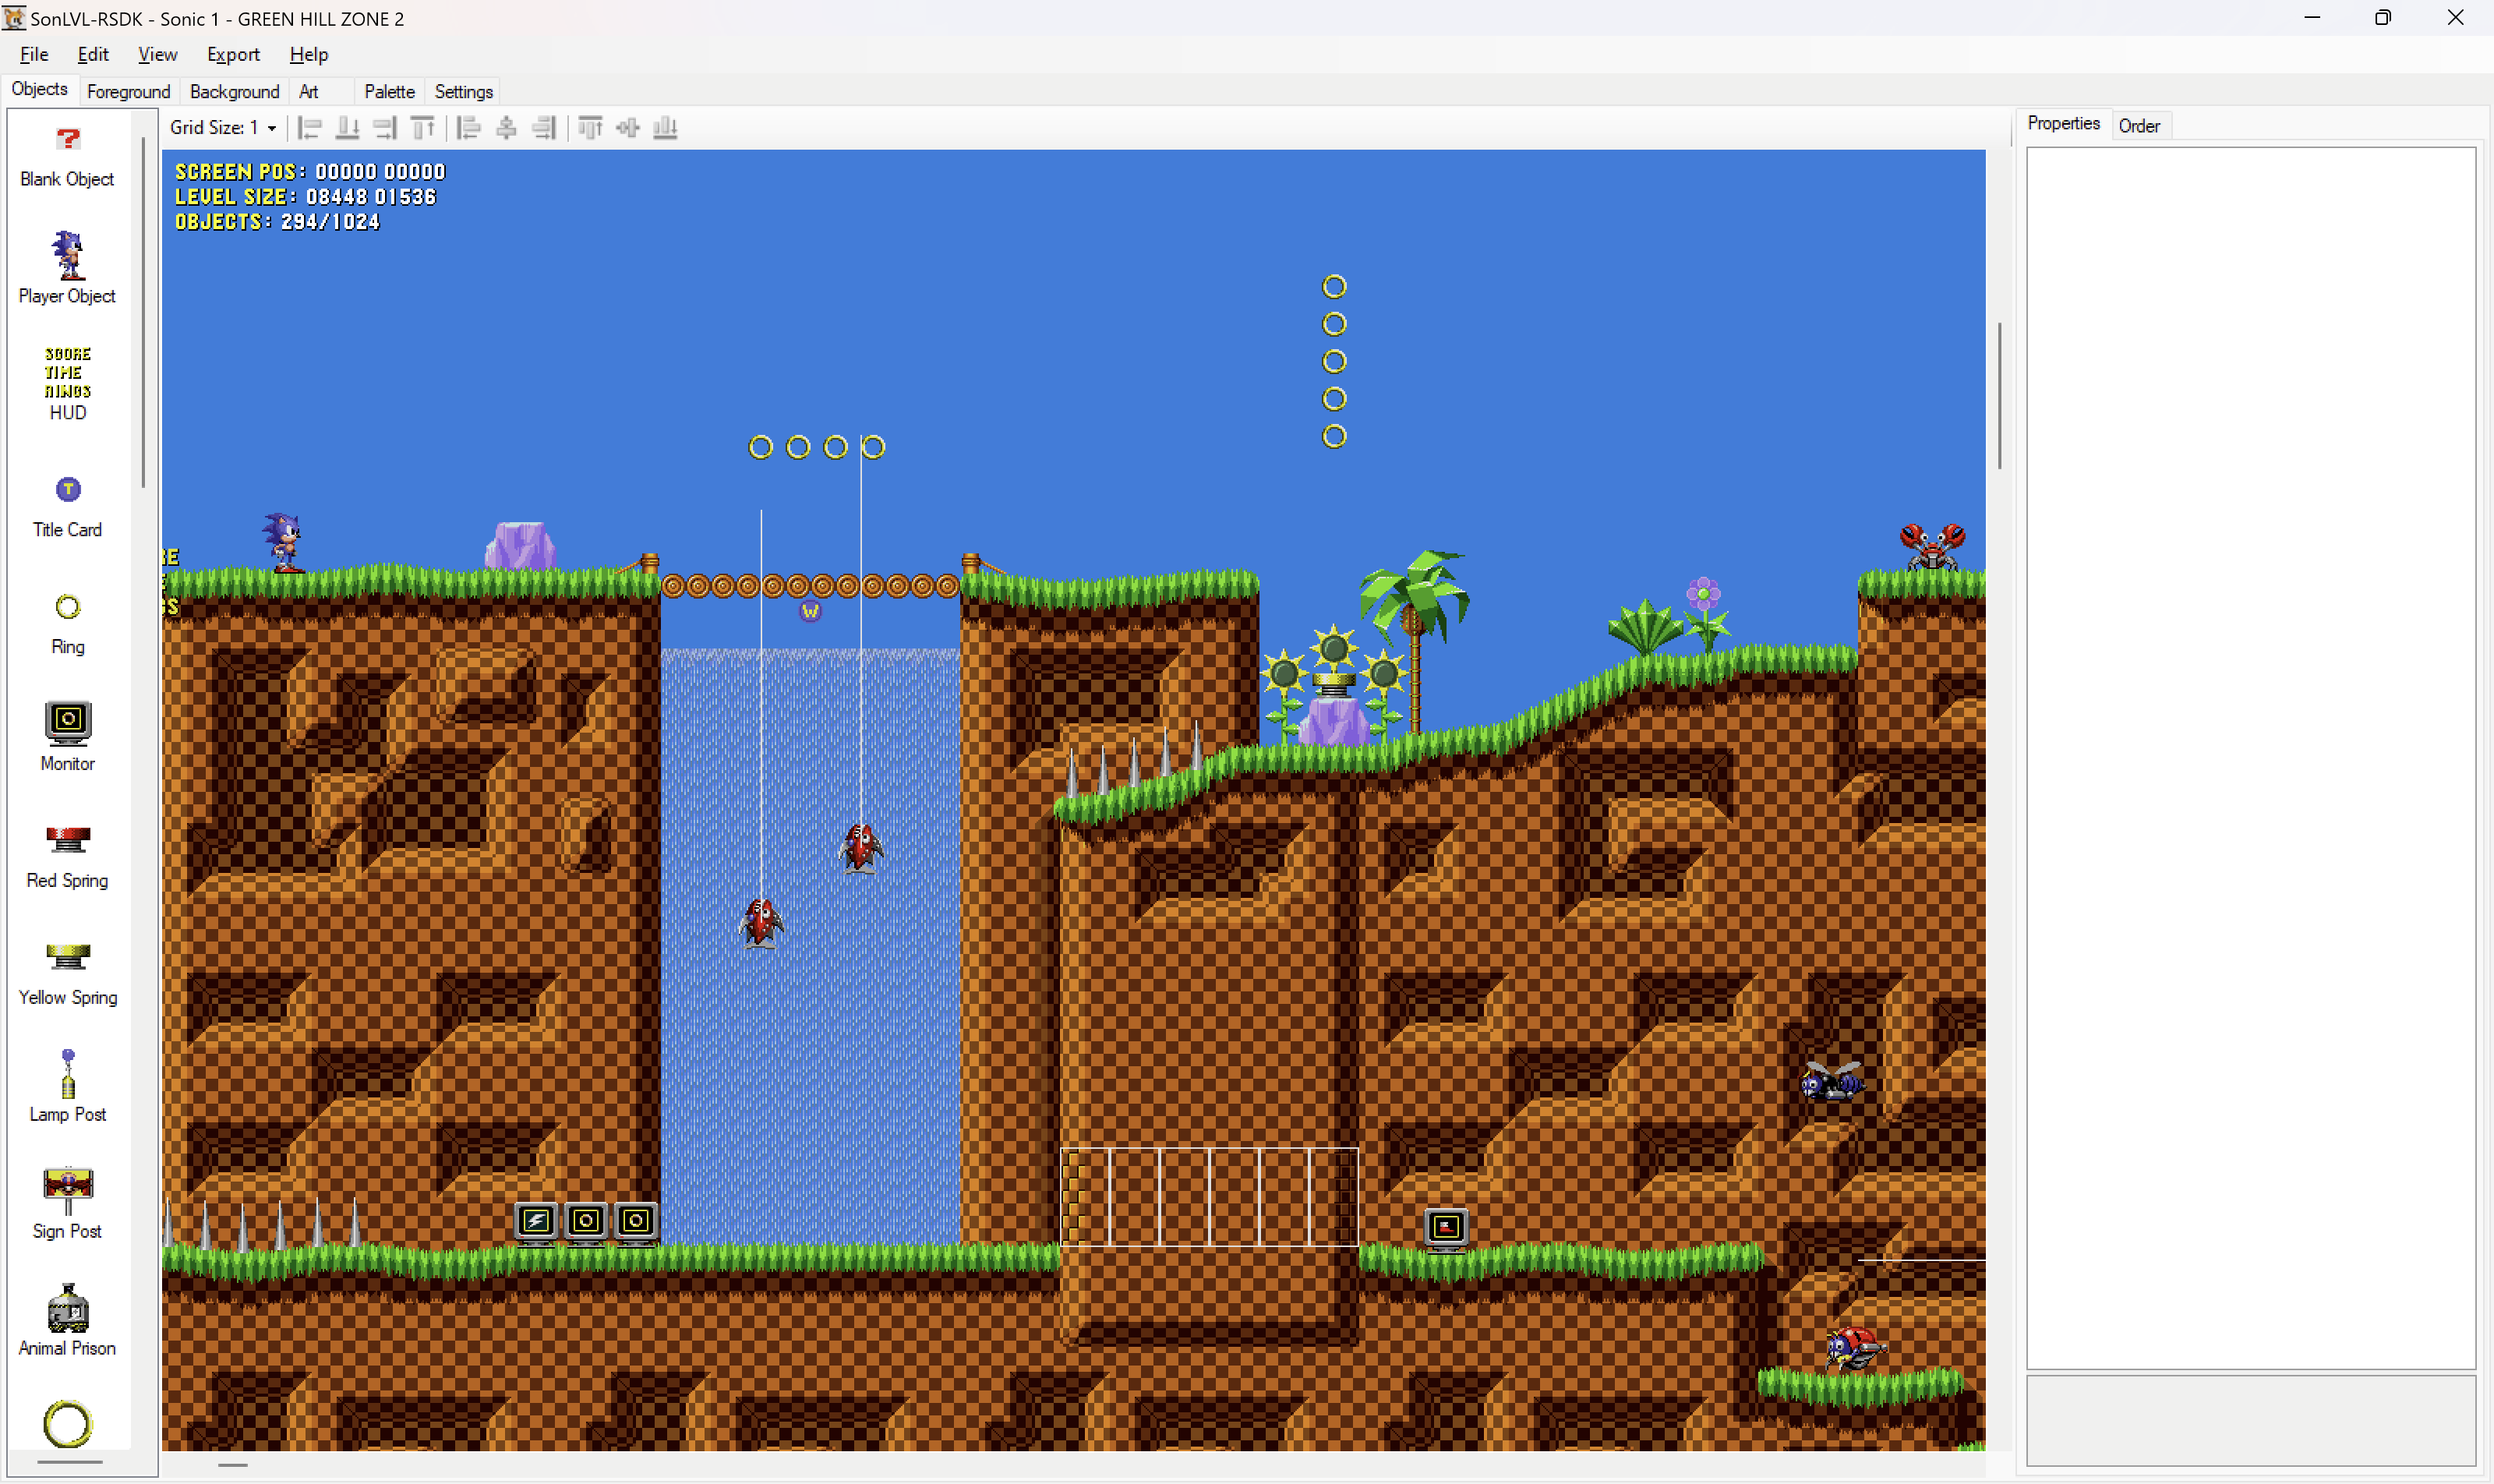 SonLVL-RSDK - Sonic 1 - GREEN HILL ZONE 2
File Edit View Export Help
Objects Foreground Background Art Palette Settings
Grid Size: 1
Properties Order
SCREEN POS: 00000 00000
LEVEL SIZE: 08448 01536
OBJECTS: 294/1024
?
Blank Object
Player Object
SCORE
TIME
RINGS
HUD
T
Title Card
Ring
Monitor
Red Spring
Yellow Spring
Lamp Post
Sign Post
Animal Prison
E
S
W